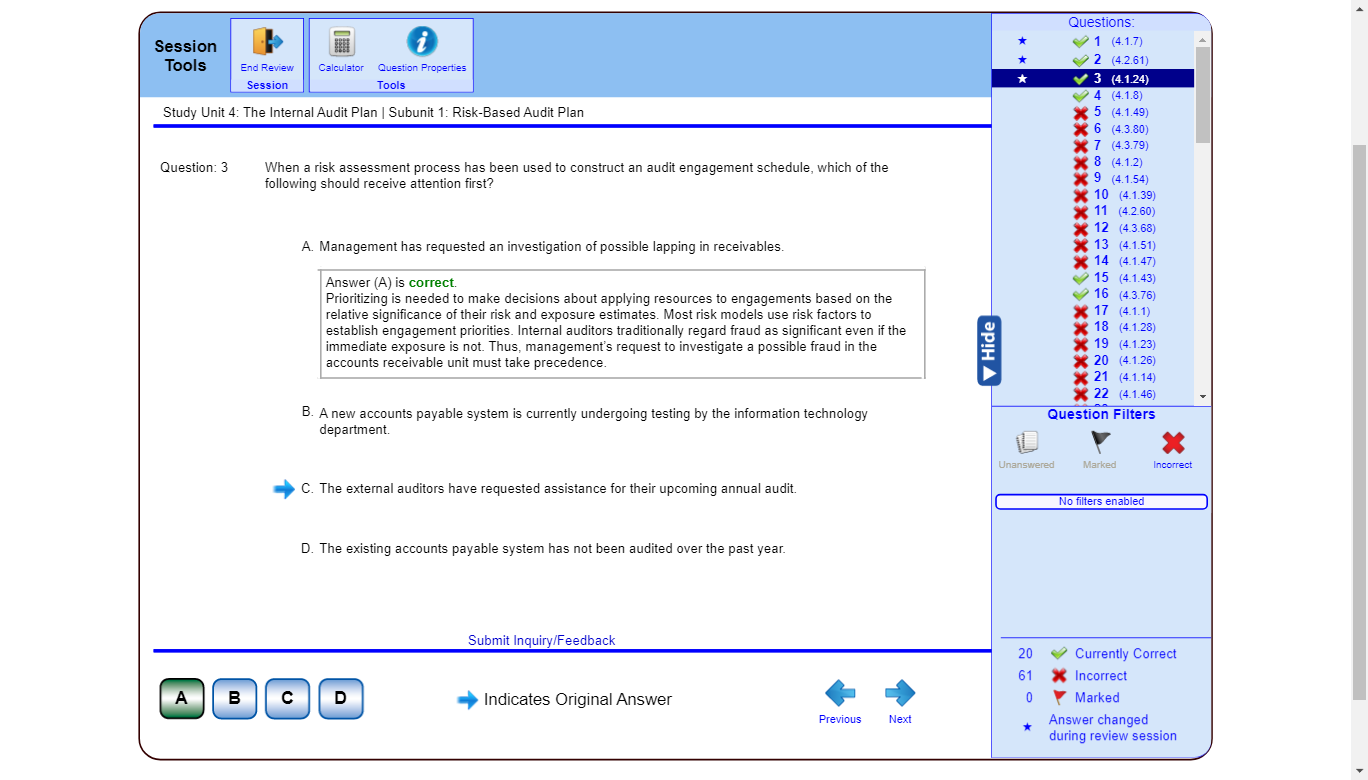 Session
Tools
End Review
Session
Calculator
Question Properties
Tools
Study Unit 4: The Internal Audit Plan | Subunit 1: Risk-Based Audit Plan
Question: 3
When a risk assessment process has been used to construct an audit engagement schedule, which of the
following should receive attention first?
A. Management has requested an investigation of possible lapping in receivables.
Answer (A) is correct.
Prioritizing is needed to make decisions about applying resources to engagements based on the
relative significance of their risk and exposure estimates. Most risk models use risk factors to
establish engagement priorities. Internal auditors traditionally regard fraud as significant even if the
immediate exposure is not. Thus, management's request to investigate a possible fraud in the
accounts receivable unit must take precedence.
B. A new accounts payable system is currently undergoing testing by the information technology
department.
C. The external auditors have requested assistance for their upcoming annual audit.
D. The existing accounts payable system has not been audited over the past year.
Submit Inquiry/Feedback
A
B
C
D
Indicates Original Answer
Previous
Next
Hide
Questions:
1 (4.1.7)
2 (4.2.61)
3 (4.1.24)
4 (4.1.8)
5 (4.1.49)
6 (4.3.80)
7 (4.3.79)
8 (4.1.2)
9 (4.1.54)
10 (4.1.39)
11 (4.2.60)
12 (4.3.68)
13 (4.1.51)
14 (4.1.47)
15 (4.1.43)
16 (4.3.76)
17 (4.1.1)
18 (4.1.28)
19 (4.1.23)
20 (4.1.26)
21 (4.1.14)
22 (4.1.46)
Question Filters
Unanswered
Marked
Incorrect
No filters enabled
20 Currently Correct
61 Incorrect
0 Marked
Answer changed
during review session